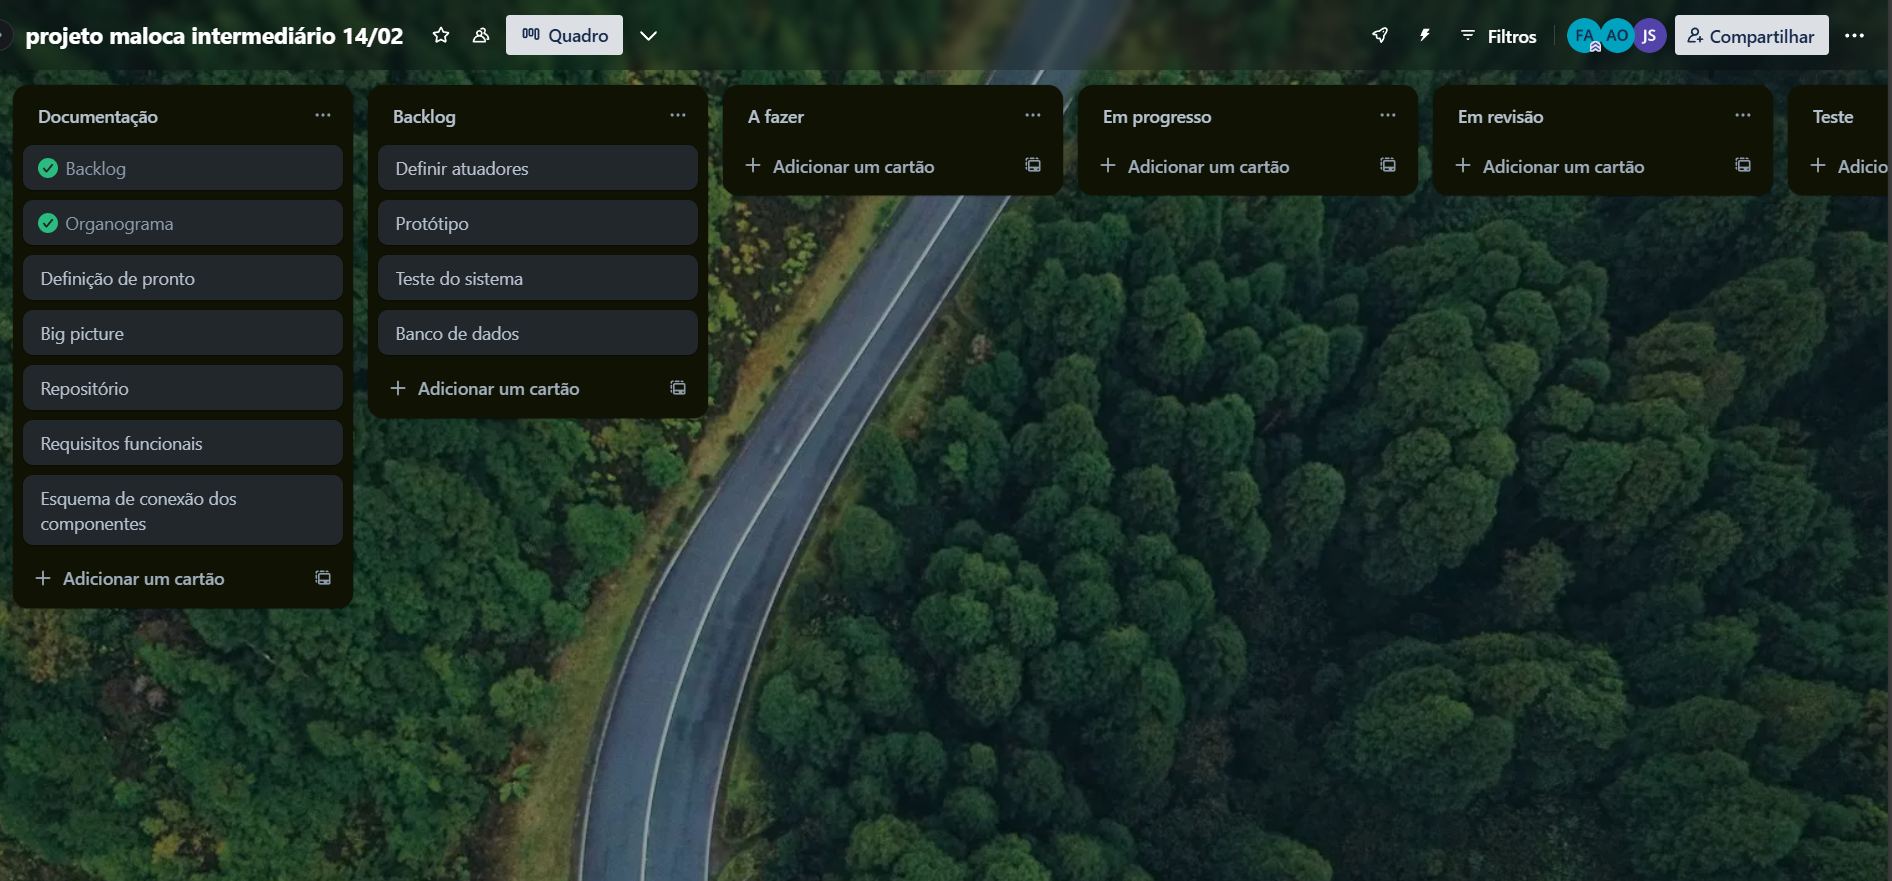 projeto maloca intermediário 14/02
Quadro
Filtros
FA
AO
JS
Compartilhar
Documentação
Backlog
Organograma
Definição de pronto
Big picture
Repositório
Requisitos funcionais
Esquema de conexão dos
componentes
Adicionar um cartão
Backlog
Definir atuadores
Protótipo
Teste do sistema
Banco de dados
Adicionar um cartão
A fazer
Adicionar um cartão
Em progresso
Adicionar um cartão
Em revisão
Adicionar um cartão
Teste
Adicio